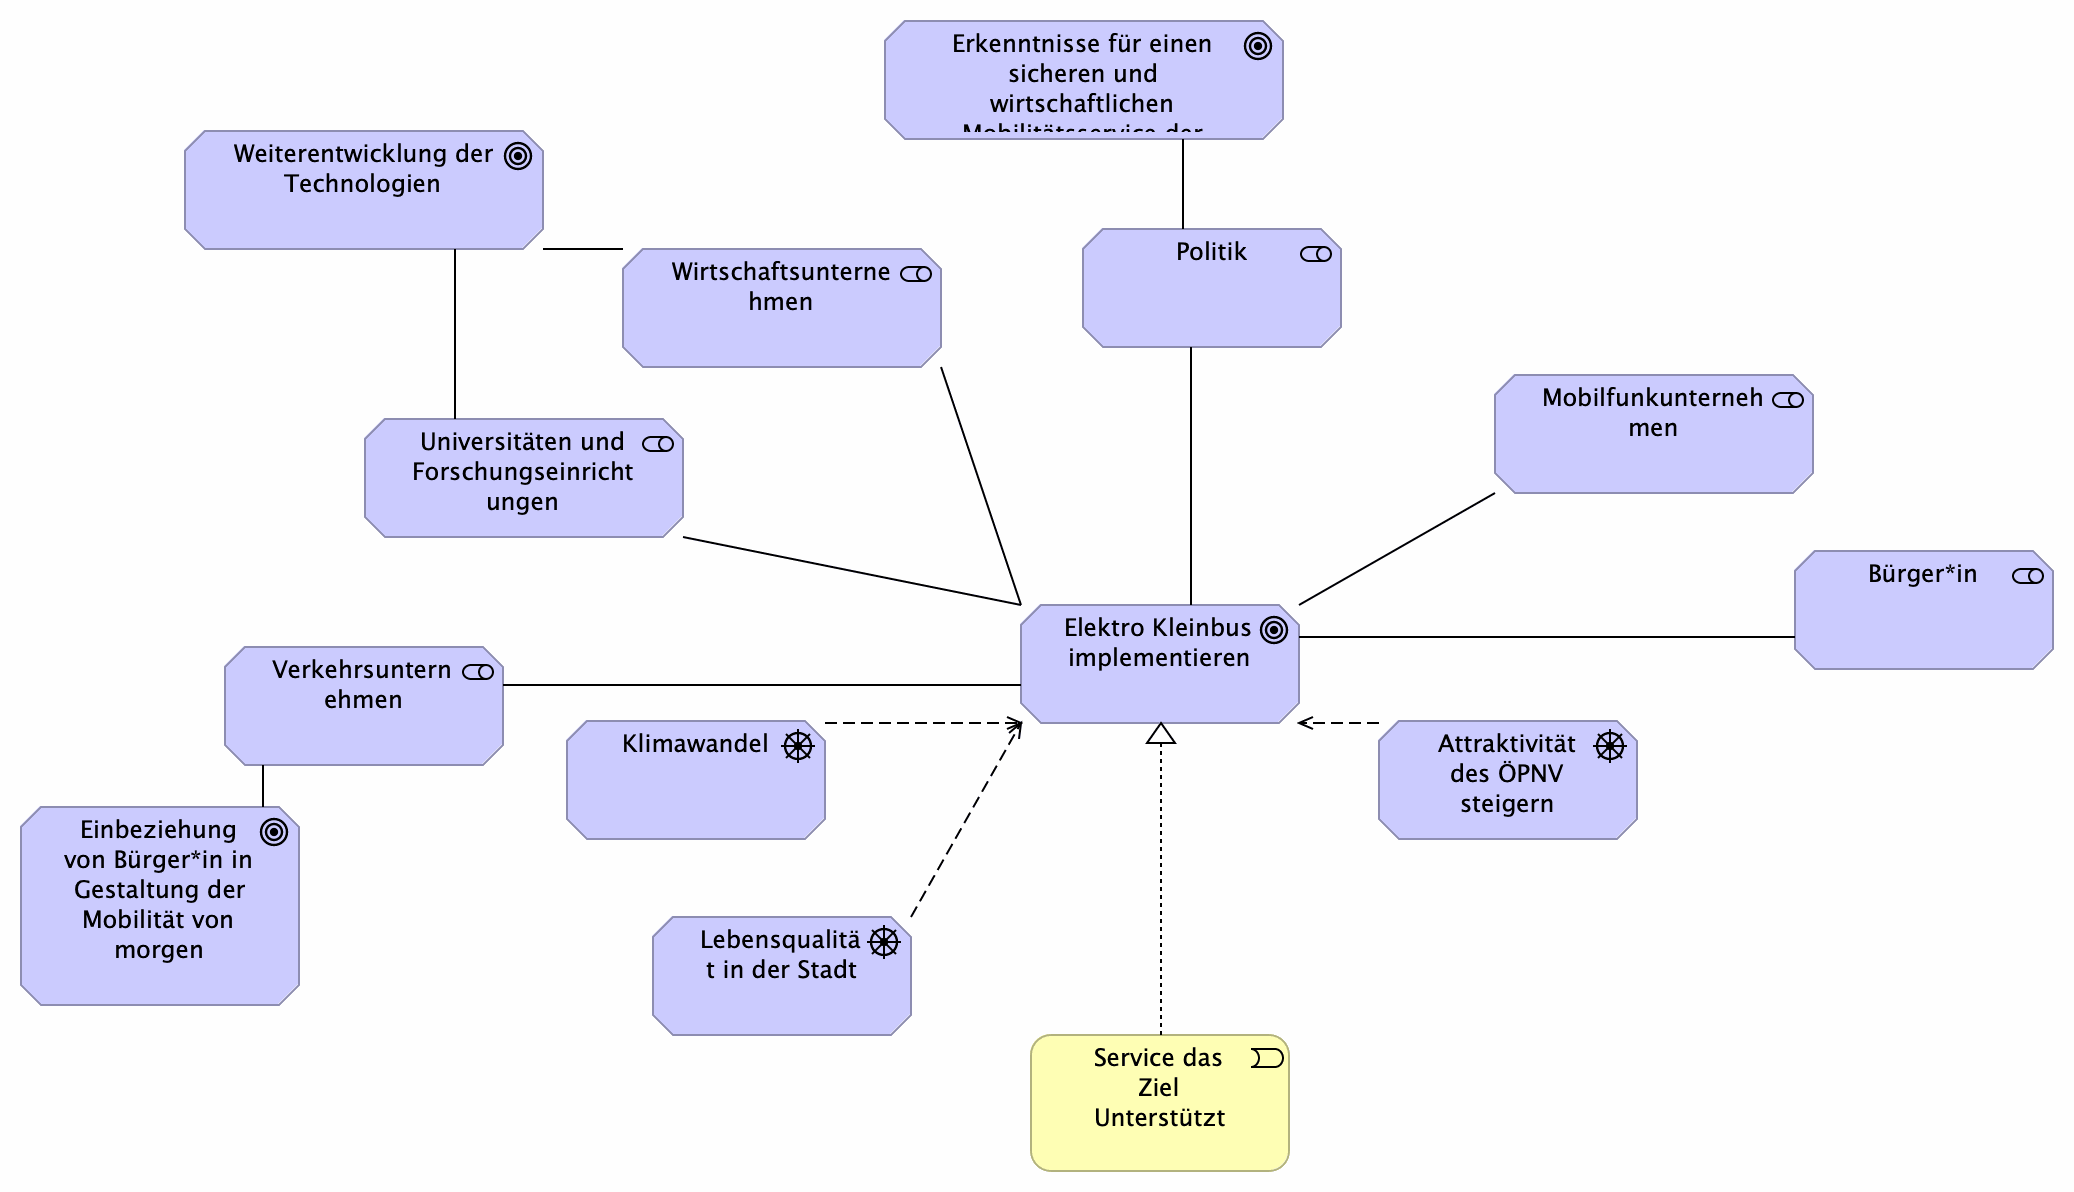 Erkenntnisse für einen
sicheren und
wirtschaftlichen
Mobilitätsservice der
Weiterentwicklung der
Technologien
Wirtschaftsunterne
hmen
Politik
Mobilfunkunterneh
men
Universitäten und
Forschungseinricht
ungen
Bürger*in
Elektro Kleinbus
implementieren
Verkehrsuntern
ehmen
Klimawandel
Attraktivität
des ÖPNV
steigern
Einbeziehung
von Bürger*in in
Gestaltung der
Mobilität von
morgen
Lebensqualitä
t in der Stadt
Service das
Ziel
Unterstützt